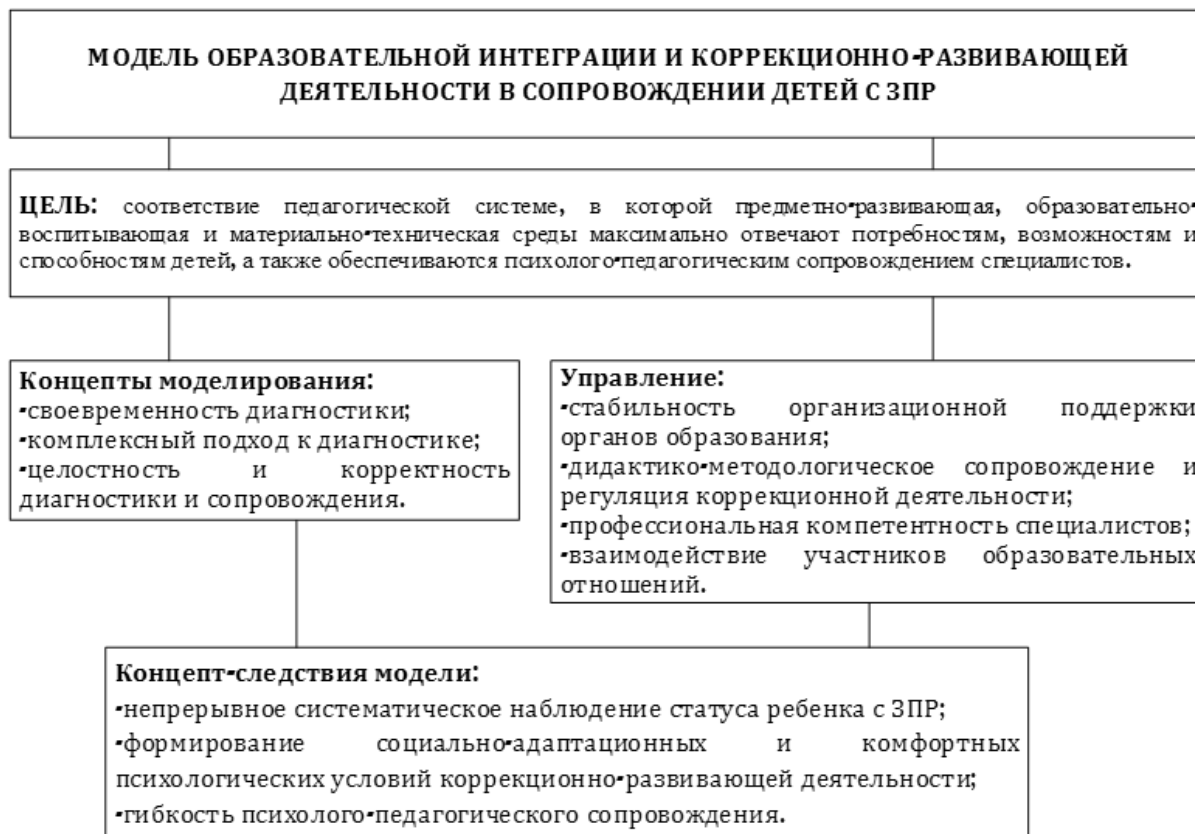 МОДЕЛЬ ОБРАЗОВАТЕЛЬНОЙ ИНТЕГРАЦИИ И КОРРЕКЦИОННО-РАЗВИВАЮЩЕЙ
ДЕЯТЕЛЬНОСТИ В СОПРОВОЖДЕНИИ ДЕТЕЙ С ЗПР
ЦЕЛЬ: соответствие педагогической системе, в которой предметно-развивающая, образовательно-
воспитывающая и материально-техническая среды максимально отвечают потребностям, возможностям и
способностям детей, а также обеспечиваются психолого-педагогическим сопровождением специалистов.
Концепты моделирования:
-своевременность диагностики;
-комплексный подход к диагностике;
-целостность и корректность
диагностики и сопровождения.
Управление:
-стабильность организационной поддержки
органов образования;
-дидактико-методологическое сопровождение и
регуляция коррекционной деятельности;
-профессиональная компетентность специалистов;
-взаимодействие участников образовательных
отношений.
Концепт-следствия модели:
-непрерывное систематическое наблюдение статуса ребенка с ЗПР;
-формирование социально-адаптационных и комфортных
психологических условий коррекционно-развивающей деятельности;
-гибкость психолого-педагогического сопровождения.